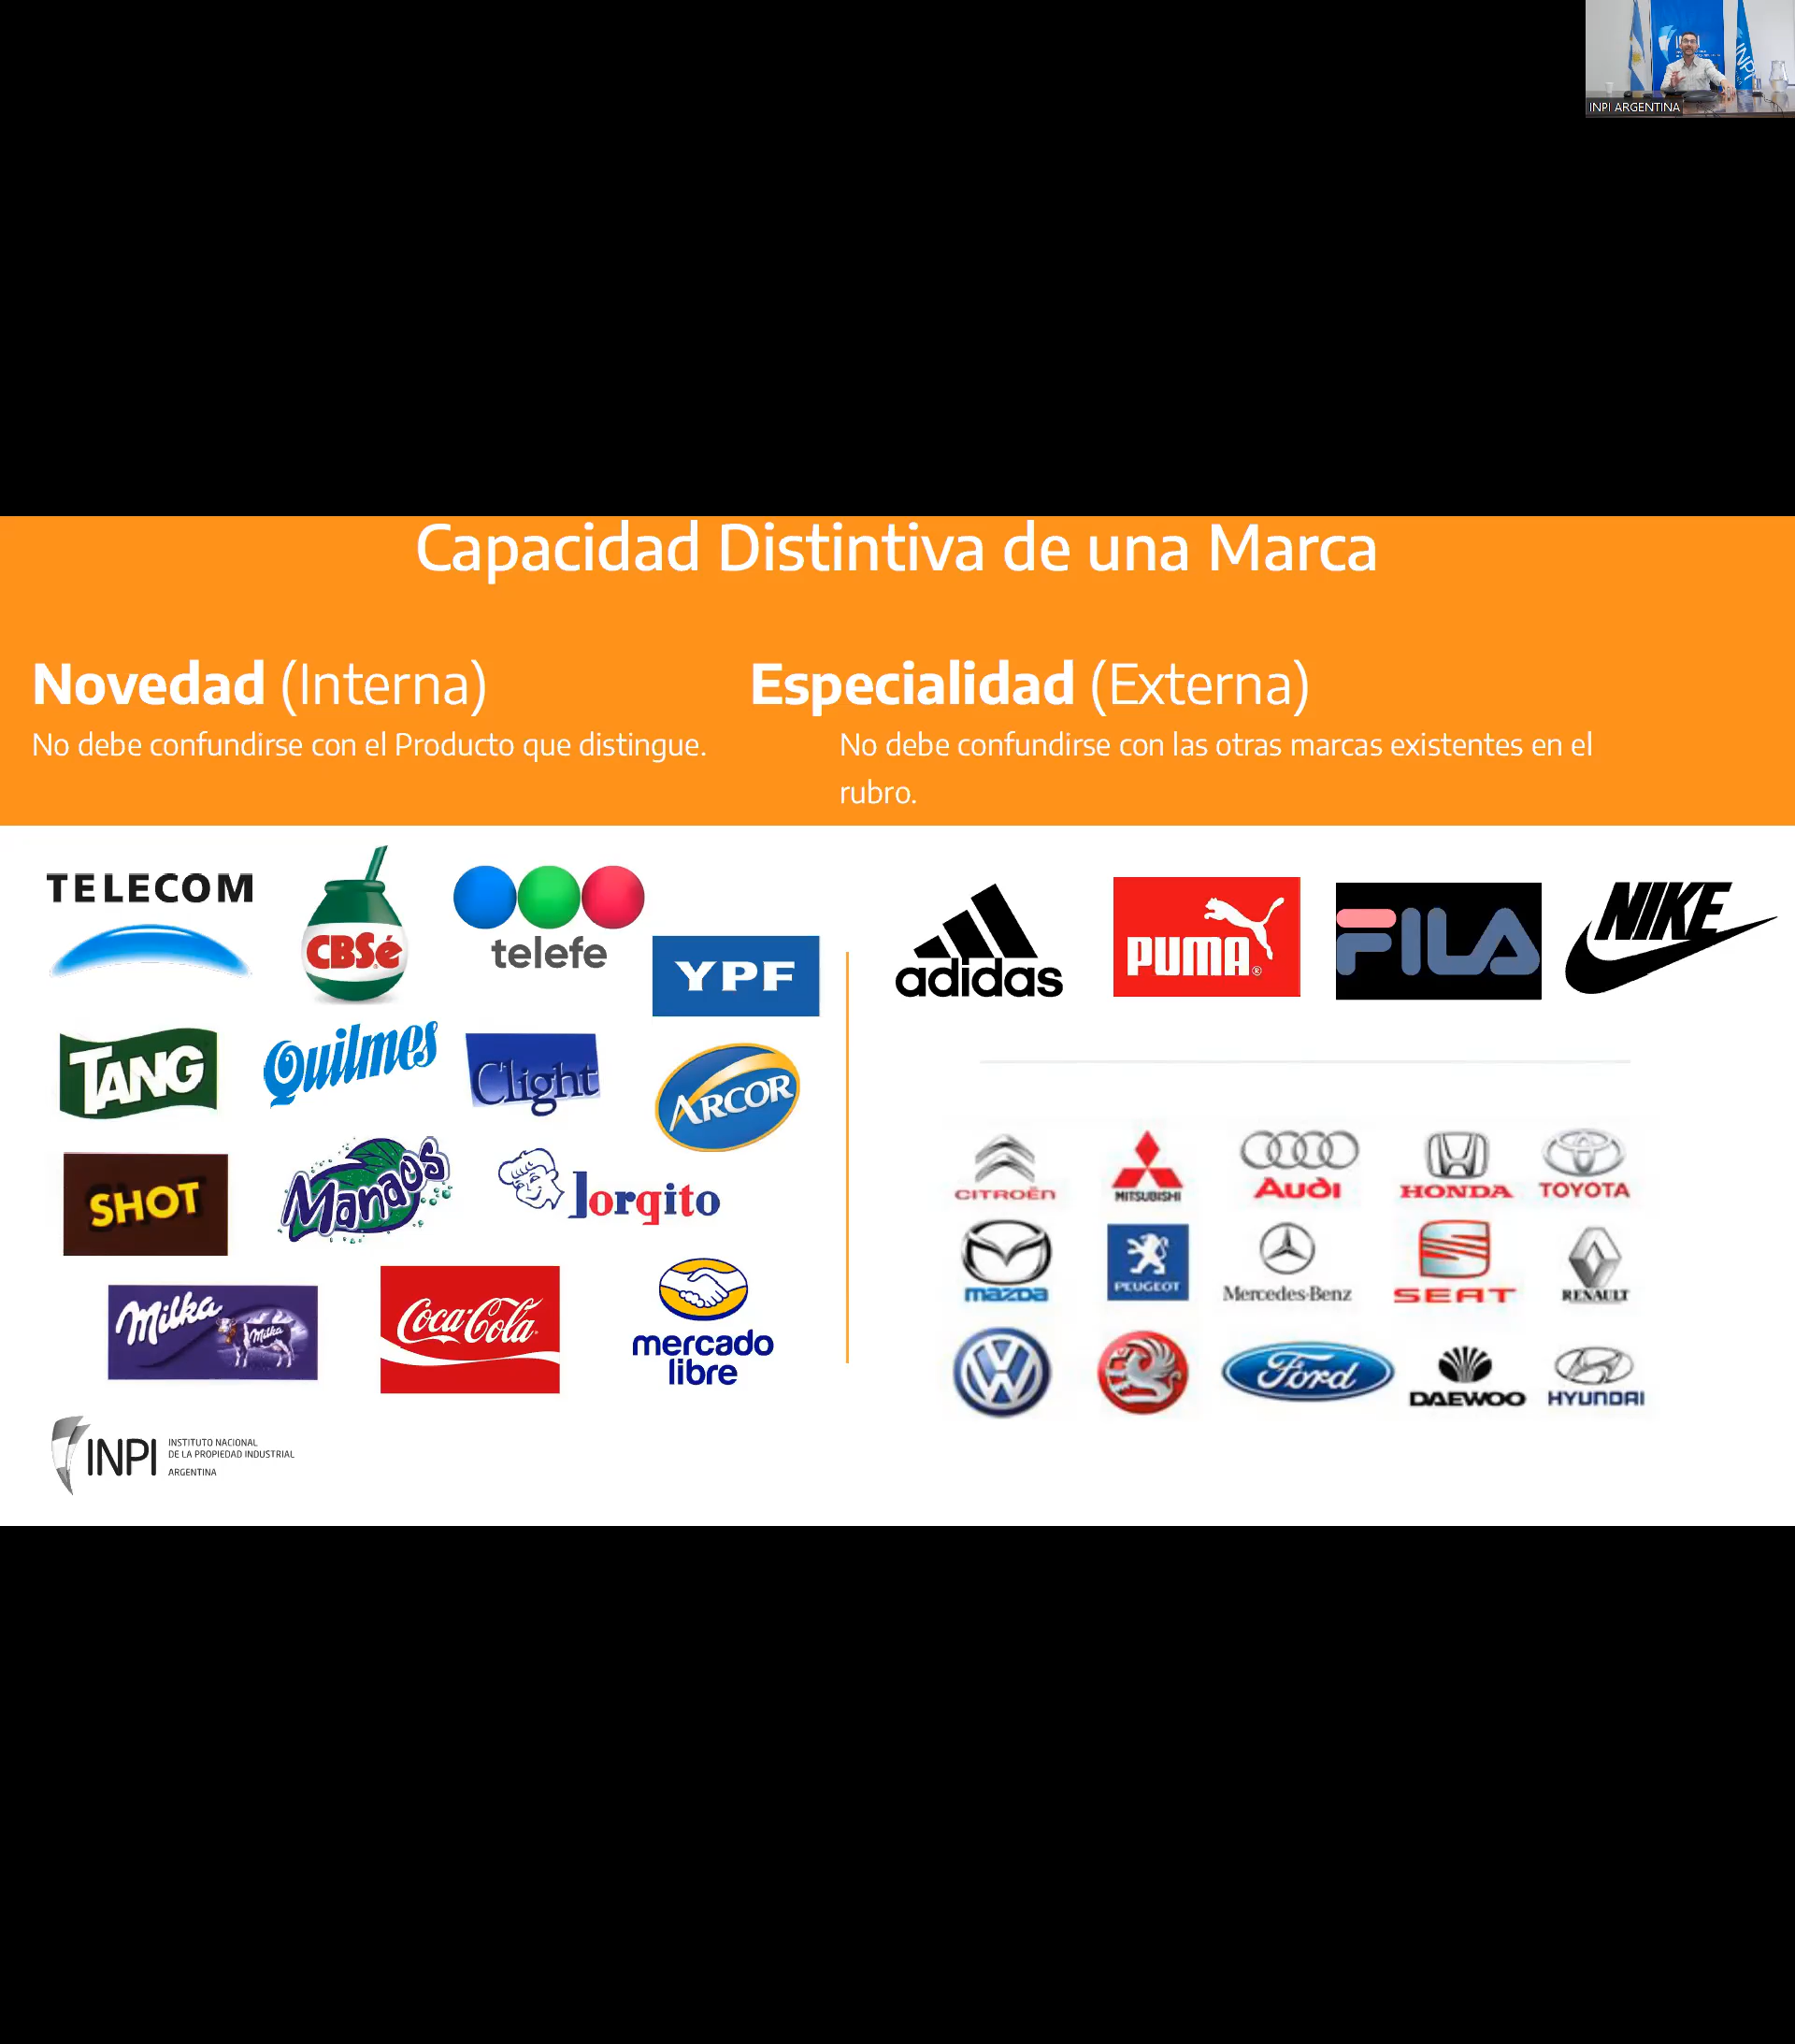 INPI
INPI ARGENTINA
Capacidad Distintiva de una Marca
Novedad (Interna)
No debe confundirse con el Producto que distingue.
Especialidad (Externa)
No debe confundirse con las otras marcas existentes en el
rubro.
TELECOM
CBSé
telefe
YPF
TANG
Quilmes
Clight
ARCOR
SHOT
Manaos
Jorgito
Milka
Milka
Coca-Cola
mercado
libre
adidas
PUMA®
FILA
NIKE
CITROËN
MITSUBISHI
Audi
HONDA
TOYOTA
mazda
PEUGEOT
Mercedes-Benz
SEAT
RENAULT
VW
Ford
DAEWOO
HYUNDAI
INPI
INSTITUTO NACIONAL
DE LA PROPIEDAD INDUSTRIAL
ARGENTINA